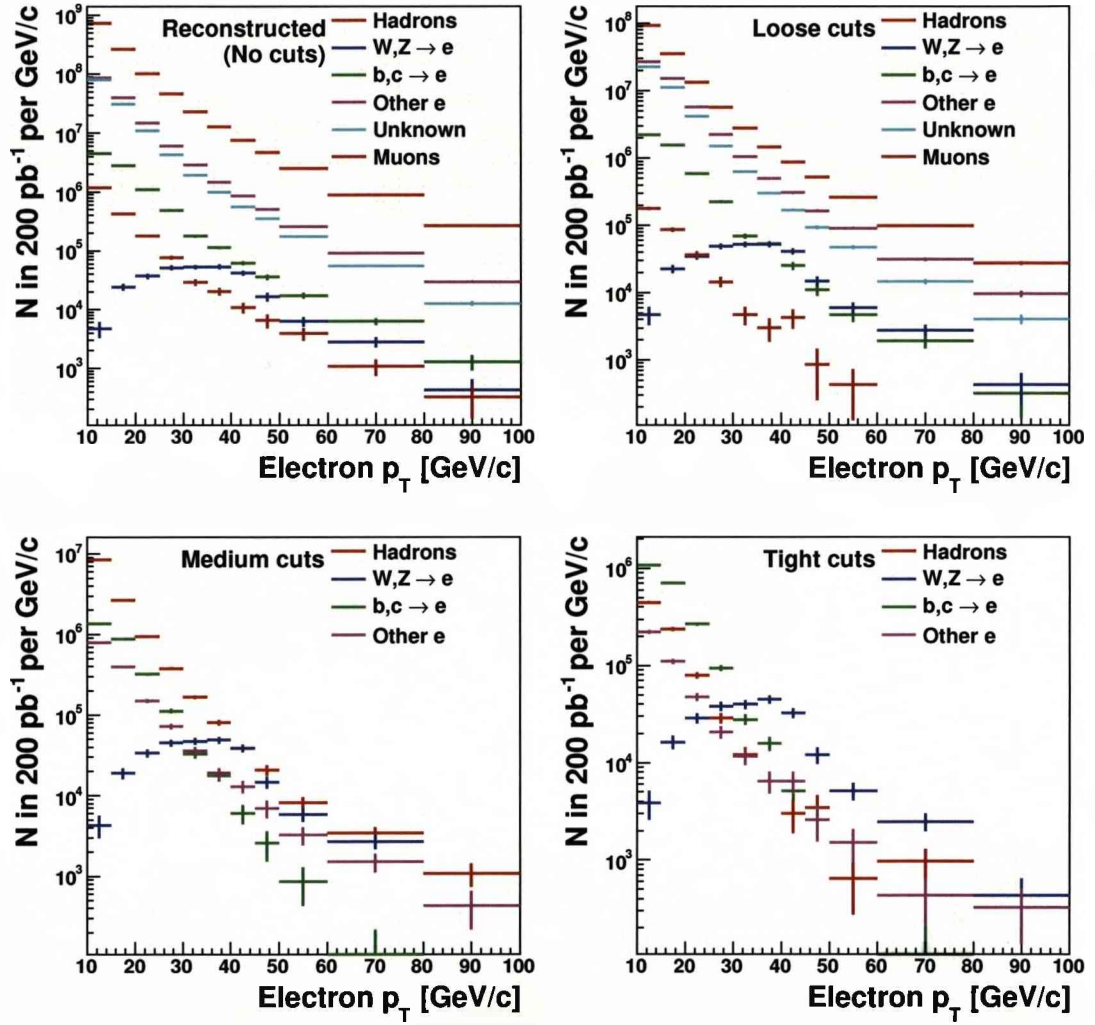 Reconstructed
(No cuts)
Hadrons
W,Z → e
b,c → e
Other e
Unknown
Muons
N in 200 pb⁻¹ per GeV/c
10⁹
10⁸
10⁷
10⁶
10⁵
10⁴
10³
10 20 30 40 50 60 70 80 90 100
Electron p_T [GeV/c]
Loose cuts
Hadrons
W,Z → e
b,c → e
Other e
Unknown
Muons
N in 200 pb⁻¹ per GeV/c
10⁸
10⁷
10⁶
10⁵
10⁴
10³
10 20 30 40 50 60 70 80 90 100
Electron p_T [GeV/c]
Medium cuts
Hadrons
W,Z → e
b,c → e
Other e
N in 200 pb⁻¹ per GeV/c
10⁷
10⁶
10⁵
10⁴
10³
10 20 30 40 50 60 70 80 90 100
Electron p_T [GeV/c]
Tight cuts
Hadrons
W,Z → e
b,c → e
Other e
N in 200 pb⁻¹ per GeV/c
10⁶
10⁵
10⁴
10³
10 20 30 40 50 60 70 80 90 100
Electron p_T [GeV/c]